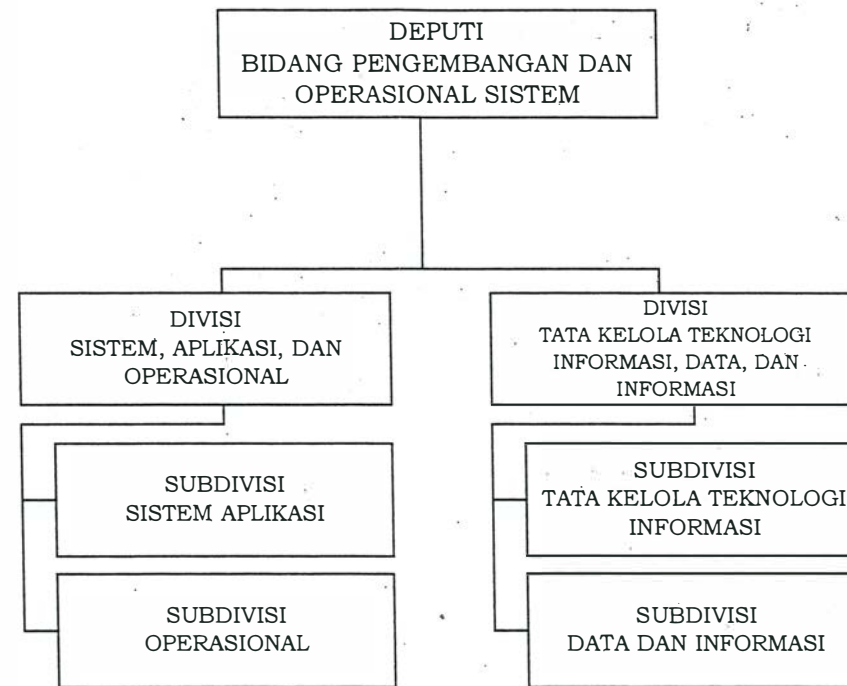 DEPUTI
BIDANG PENGEMBANGAN DAN
OPERASIONAL SISTEM
DIVISI
SISTEM, APLIKASI, DAN
OPERASIONAL
DIVISI
TATA KELOLA TEKNOLOGI
INFORMASI, DATA, DAN
INFORMASI
SUBDIVISI
SISTEM APLIKASI
SUBDIVISI
TATA KELOLA TEKNOLOGI
INFORMASI
SUBDIVISI
OPERASIONAL
SUBDIVISI
DATA DAN INFORMASI